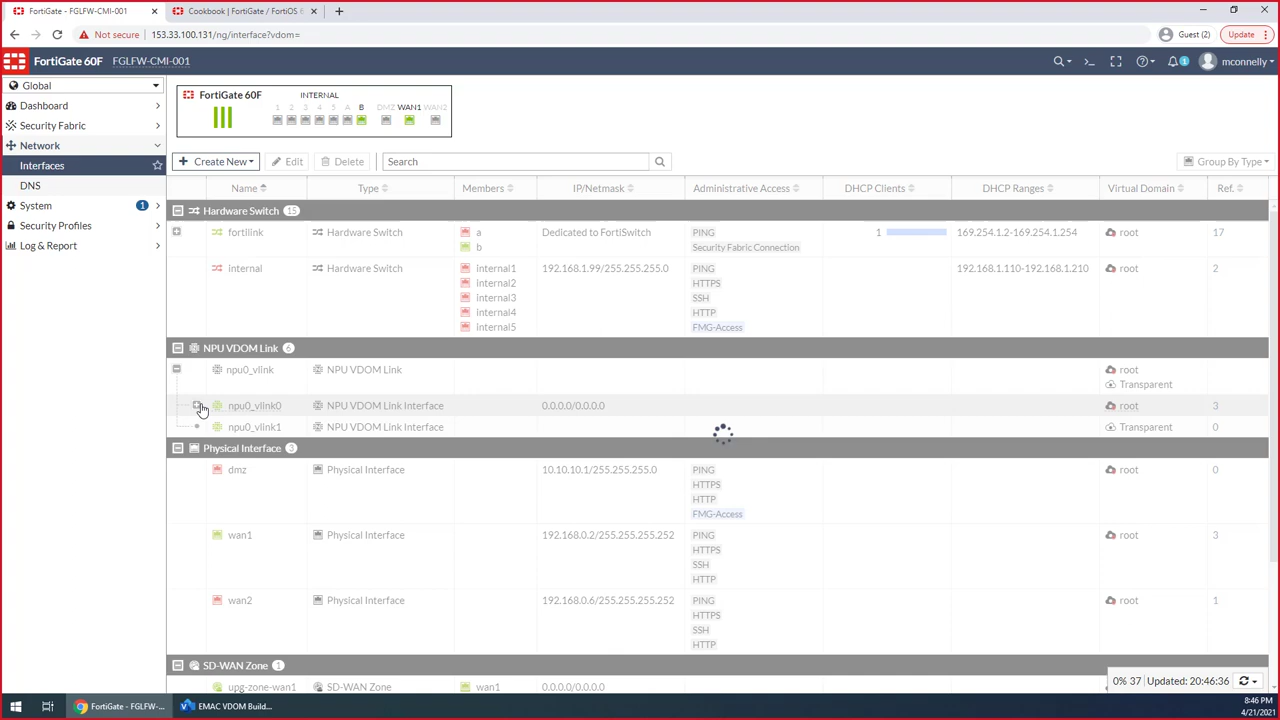 FortiGate - FGLFW-CMI-001
Cookbook | FortiGate / FortiOS 6
Not secure 153.33.100.131/ng/interface?vdom=
Guest (2) Update
FortiGate 60F FGLFW-CMI-001
1 mconnelly
Global
Dashboard
Security Fabric
Network
Interfaces
DNS
System 1
Security Profiles
Log & Report
FortiGate 60F INTERNAL
1 2 3 4 5 A B DMZ WAN1 WAN2
Create New Edit Delete Search Group By Type
Name Type Members IP/Netmask Administrative Access DHCP Clients DHCP Ranges Virtual Domain Ref.
Hardware Switch 15
fortilink Hardware Switch a Dedicated to FortiSwitch PING 1 169.254.1.2-169.254.1.254 root 17
b Security Fabric Connection
internal Hardware Switch internal1 192.168.1.99/255.255.255.0 PING 192.168.1.110-192.168.1.210 root 2
internal2 HTTPS
internal3 SSH
internal4 HTTP
internal5 FMG-Access
NPU VDOM Link 6
npu0_vlink NPU VDOM Link root
Transparent
npu0_vlink0 NPU VDOM Link Interface 0.0.0.0/0.0.0.0 root 3
npu0_vlink1 NPU VDOM Link Interface Transparent 0
Physical Interface 3
dmz Physical Interface 10.10.10.1/255.255.255.0 PING root 0
HTTPS
HTTP
FMG-Access
wan1 Physical Interface 192.168.0.2/255.255.255.252 PING root 3
HTTPS
SSH
HTTP
wan2 Physical Interface 192.168.0.6/255.255.255.252 PING root 1
HTTPS
SSH
HTTP
SD-WAN Zone 1
upg-zone-wan1 SD-WAN Zone wan1 0.0.0.0/0.0.0.0
0% 37 Updated: 20:46:36
FortiGate - FGLFW-... EMAC VDOM Build...
8:46 PM
4/21/2021